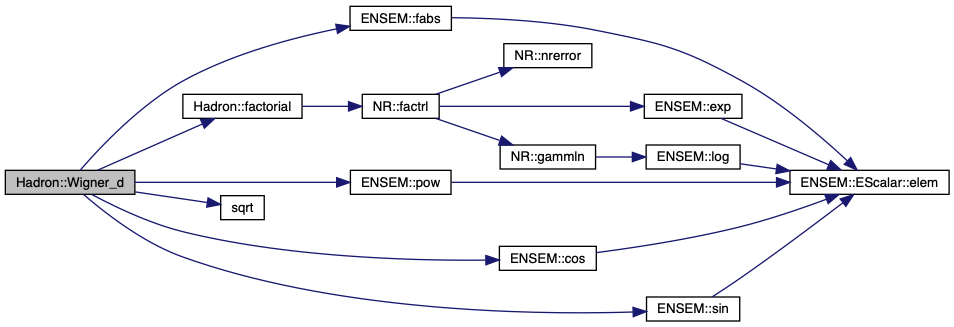 ENSEM::fabs
NR::nrerror
Hadron::factorial
NR::factrl
ENSEM::exp
NR::gammln
ENSEM::log
Hadron::Wigner_d
ENSEM::pow
ENSEM::EScalar::elem
sqrt
ENSEM::cos
ENSEM::sin